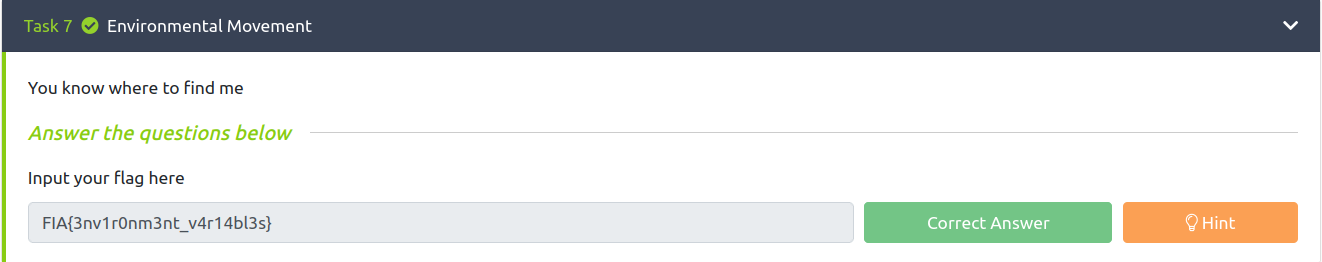 Task 7 Environmental Movement
You know where to find me
Answer the questions below
Input your flag here
FIA{3nv1r0nm3nt_v4r14bl3s} Correct Answer Hint